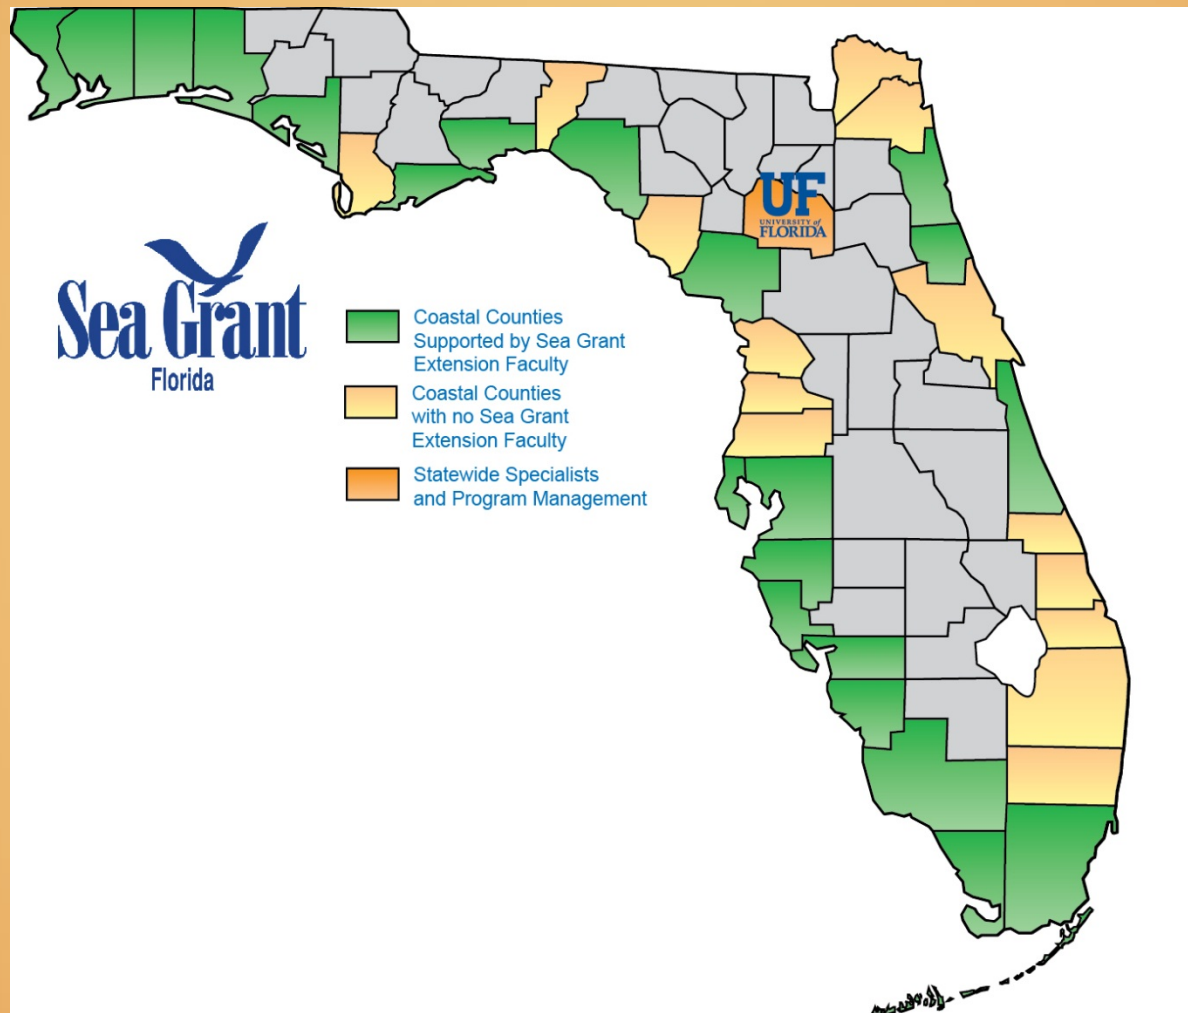 UF
UNIVERSITY of
FLORIDA
Sea Grant
Florida
Coastal Counties
Supported by Sea Grant
Extension Faculty
Coastal Counties
with no Sea Grant
Extension Faculty
Statewide Specialists
and Program Management